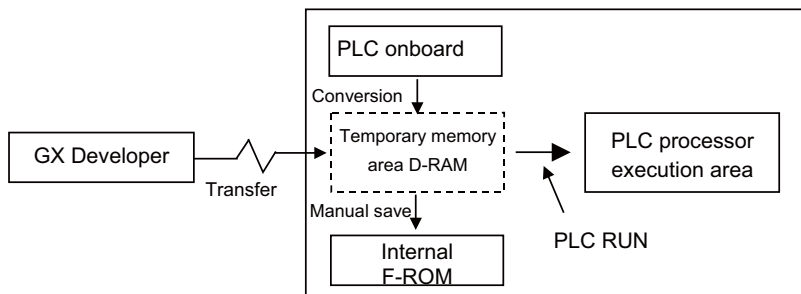 PLC onboard
Conversion
GX Developer
Transfer
Temporary memory
area D-RAM
PLC processor
execution area
Manual save
PLC RUN
Internal
F-ROM